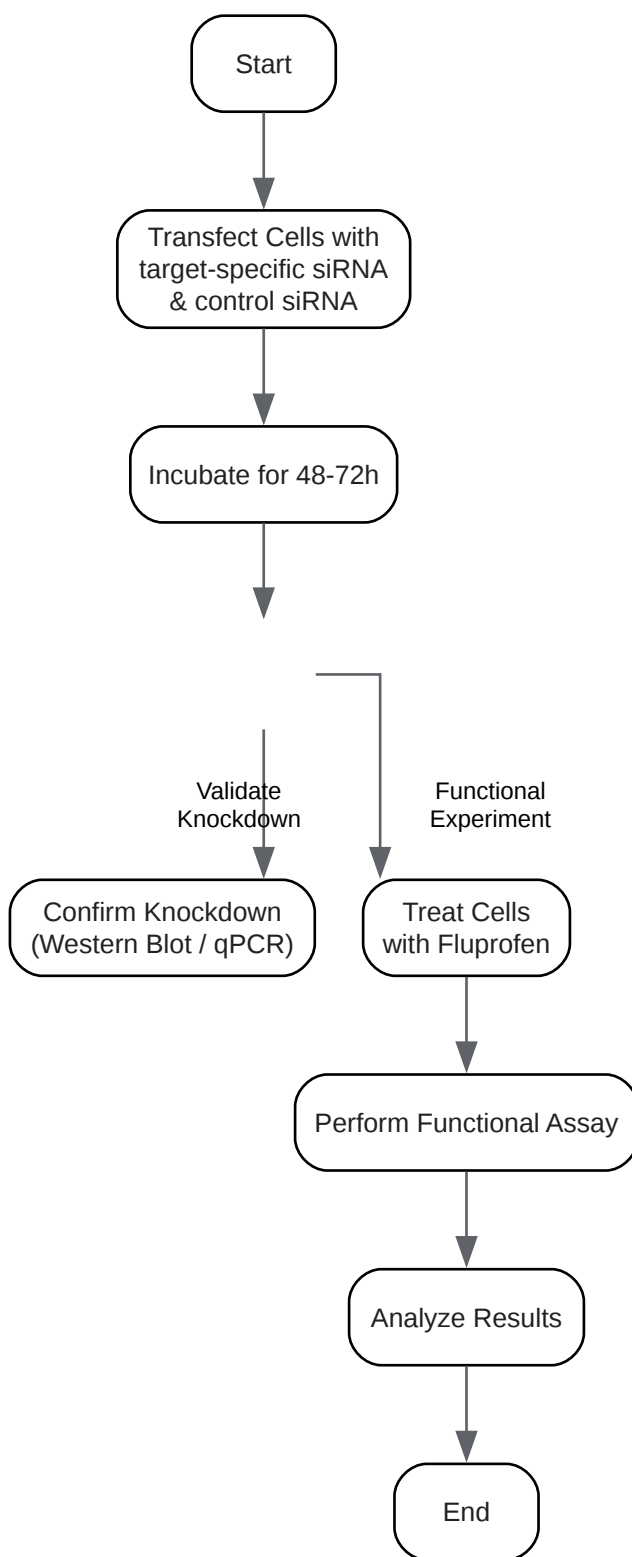 Start
Transfect Cells with
target-specific siRNA
& control siRNA
Incubate for 48-72h
Validate
Knockdown
Functional
Experiment
Confirm Knockdown
(Western Blot / qPCR)
Treat Cells
with Fluprofen
Perform Functional Assay
Analyze Results
End